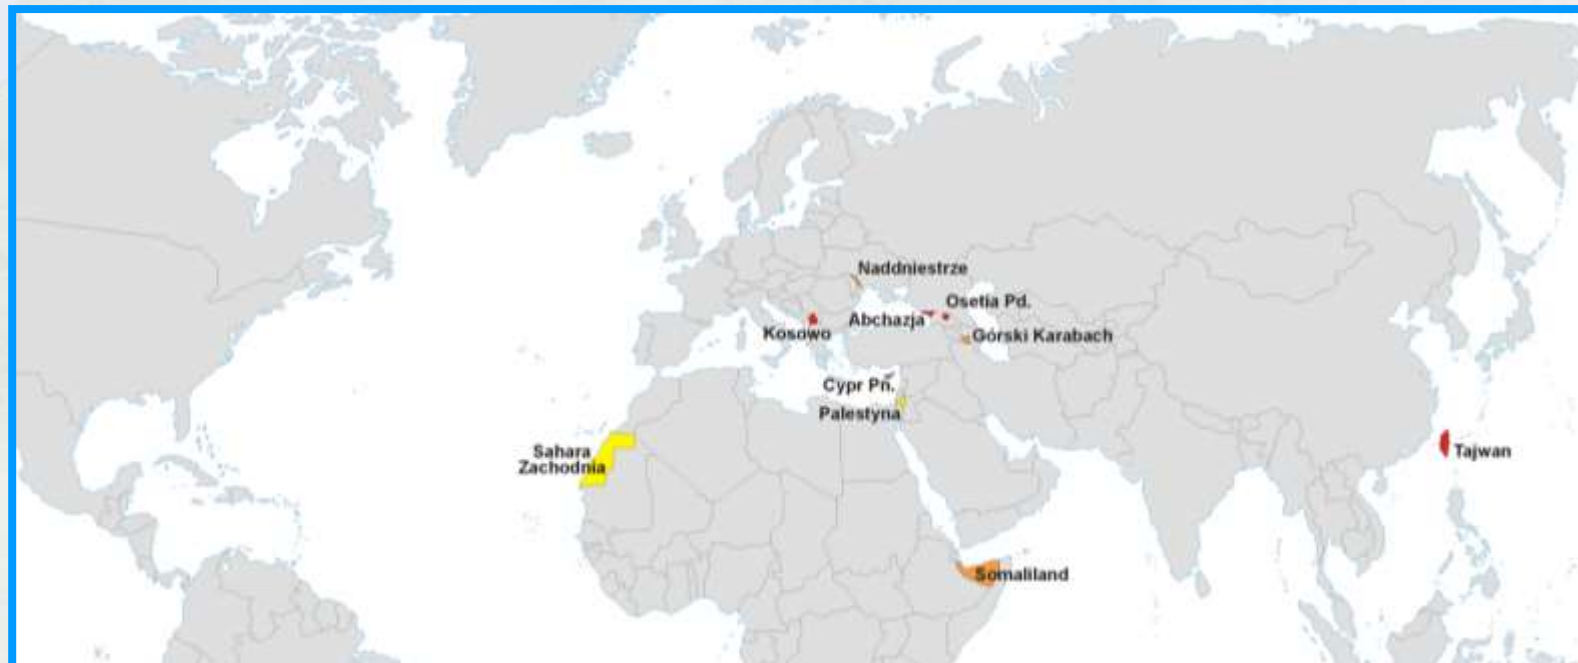 Naddniestrze
Osetia Pd.
Abchazja
Kosowo
Górski Karabach
Cypr Pn.
Palestyna
Sahara
Zachodnia
Tajwan
Somaliland